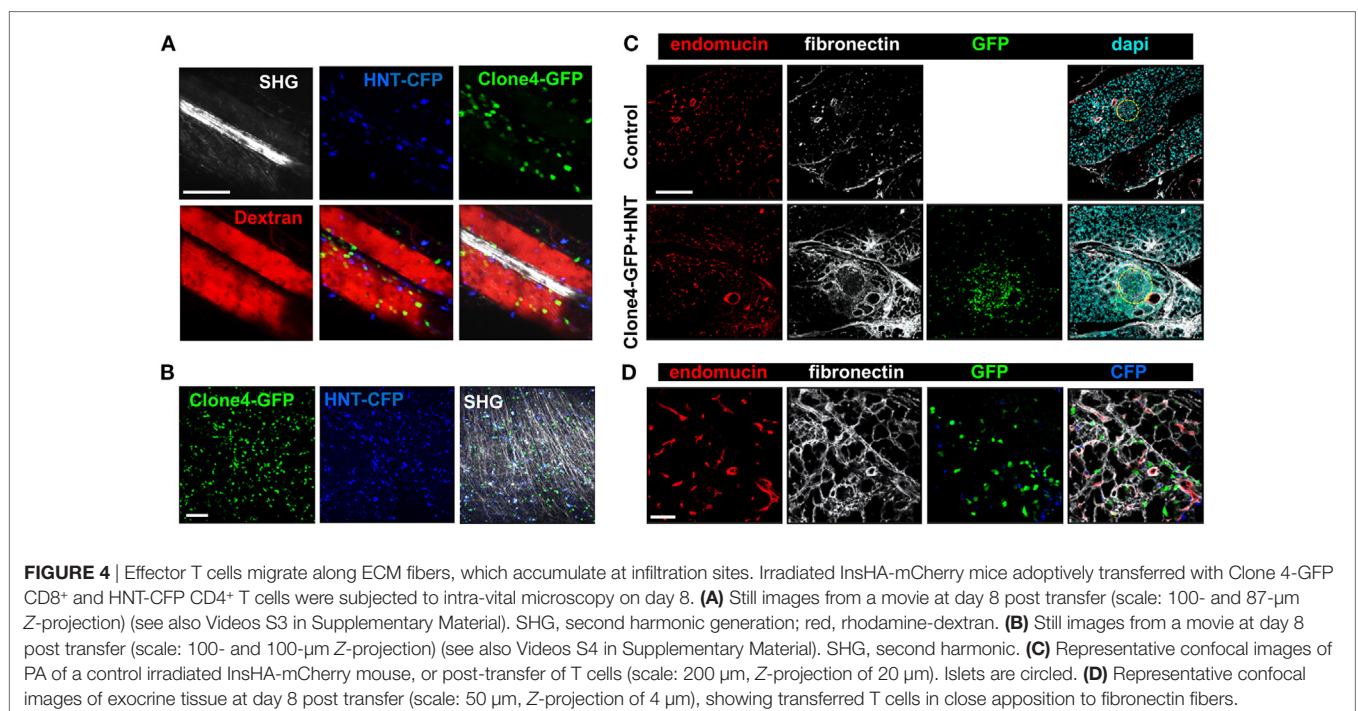 A
SHG
HNT-CFP
Clone4-GFP
Dextran
B
Clone4-GFP
HNT-CFP
SHG
C
endomucin fibronectin GFP dapi
Control
Clone4-GFP+HNT
D
endomucin fibronectin GFP CFP
FIGURE 4 | Effector T cells migrate along ECM fibers, which accumulate at infiltration sites. Irradiated InsHA-mCherry mice adoptively transferred with Clone 4-GFP
CD8⁺ and HNT-CFP CD4⁺ T cells were subjected to intra-vital microscopy on day 8. (A) Still images from a movie at day 8 post transfer (scale: 100- and 87-μm
Z-projection) (see also Videos S3 in Supplementary Material). SHG, second harmonic generation; red, rhodamine-dextran. (B) Still images from a movie at day 8
post transfer (scale: 100- and 100-μm Z-projection) (see also Videos S4 in Supplementary Material). SHG, second harmonic. (C) Representative confocal images of
PA of a control irradiated InsHA-mCherry mouse, or post-transfer of T cells (scale: 200 μm, Z-projection of 20 μm). Islets are circled. (D) Representative confocal
images of exocrine tissue at day 8 post transfer (scale: 50 μm, Z-projection of 4 μm), showing transferred T cells in close apposition to fibronectin fibers.